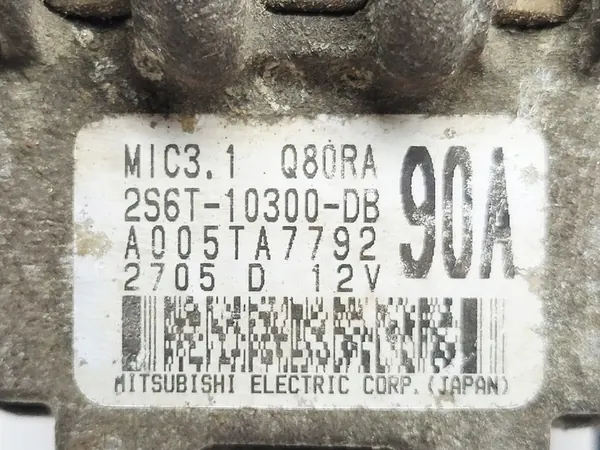 MIC3.1 Q80RA 90A
2S6T-10300-DB
A005TA7792
2705 D 12V
MITSUBISHI ELECTRIC CORP.(JAPAN)